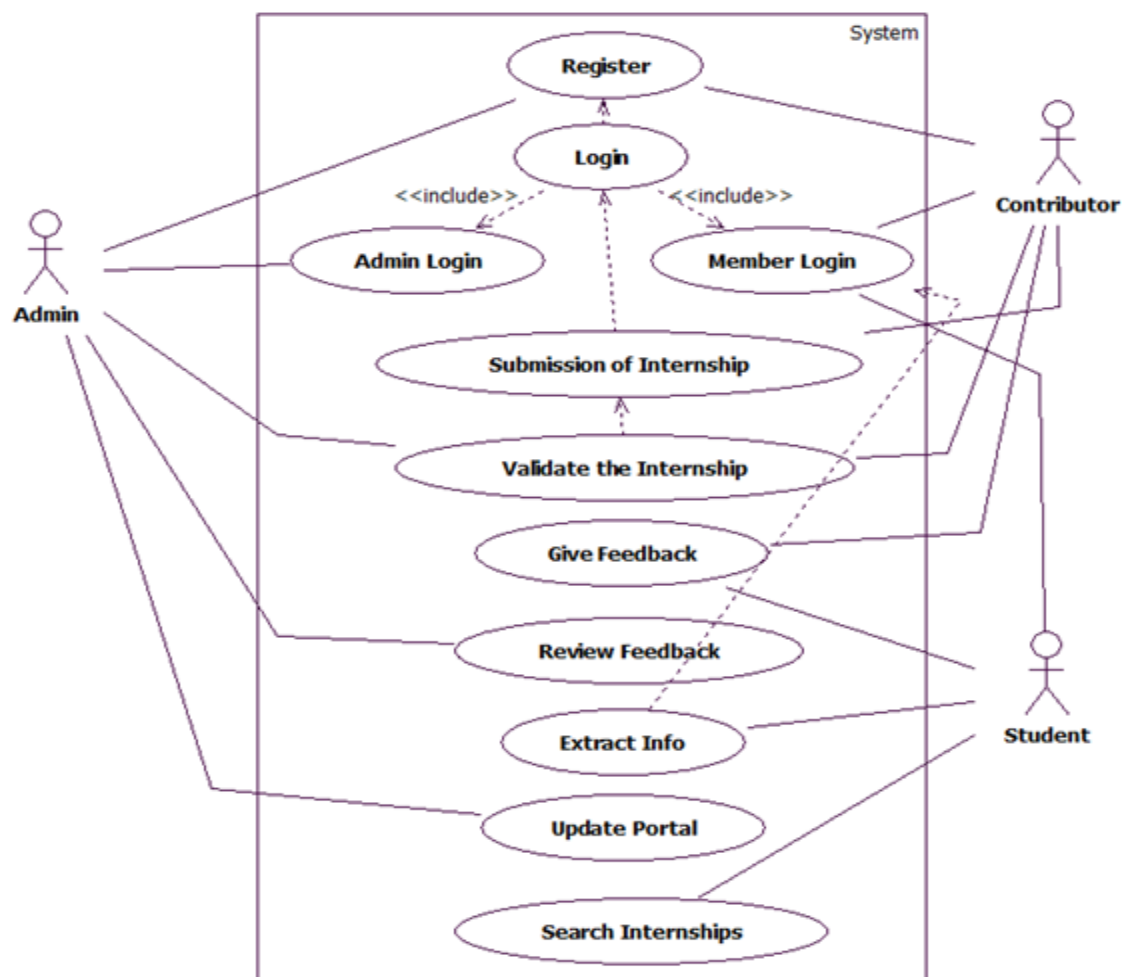 System
Register
Login
<<include>>
<<include>>
Contributor
Admin Login
Member Login
Admin
Submission of Internship
Validate the Internship
Give Feedback
Review Feedback
Student
Extract Info
Update Portal
Search Internships